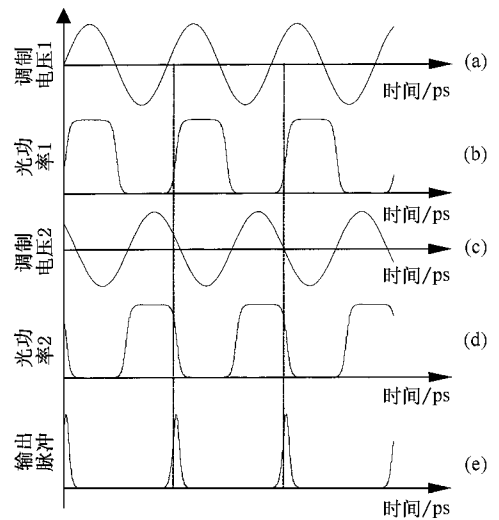 调制
电压1
时间/ps
(a)
光功
率1
时间/ps
(b)
调制
电压2
时间/ps
(c)
光功
率2
时间/ps
(d)
输出
脉冲
时间/ps
(e)